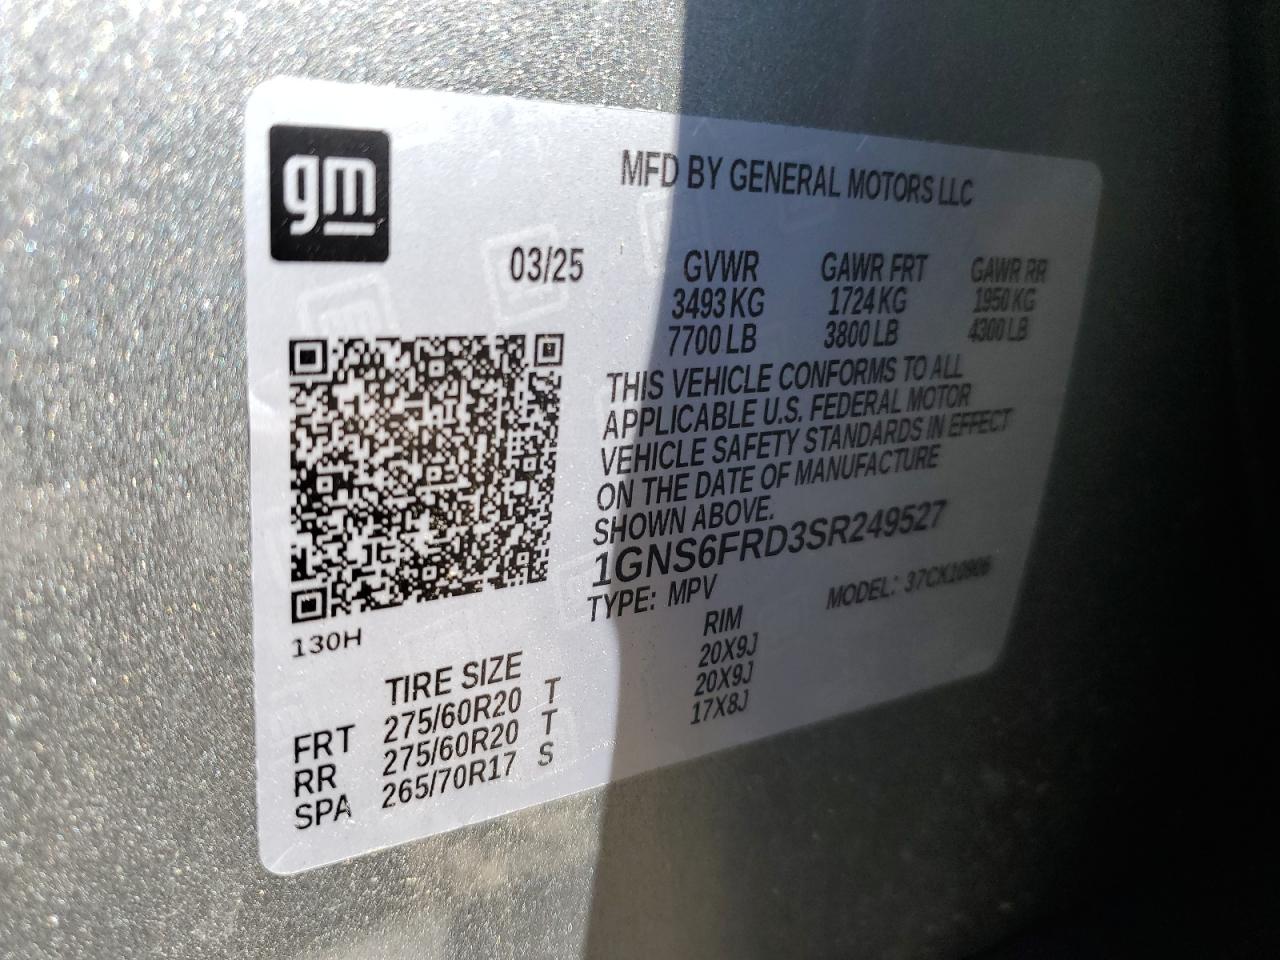 gm
MFD BY GENERAL MOTORS LLC
03/25
GVWR GAWR FRT GAWR RR
3493 KG 1724 KG 1950 KG
7700 LB 3800 LB 4300 LB
THIS VEHICLE CONFORMS TO ALL
APPLICABLE U.S. FEDERAL MOTOR
VEHICLE SAFETY STANDARDS IN EFFECT
ON THE DATE OF MANUFACTURE
SHOWN ABOVE.
1GNS6FRD3SR249527
TYPE: MPV MODEL: 37CK10906
130H
TIRE SIZE RIM
FRT 275/60R20 T 20X9J
RR 275/60R20 T 20X9J
SPA 265/70R17 S 17X8J